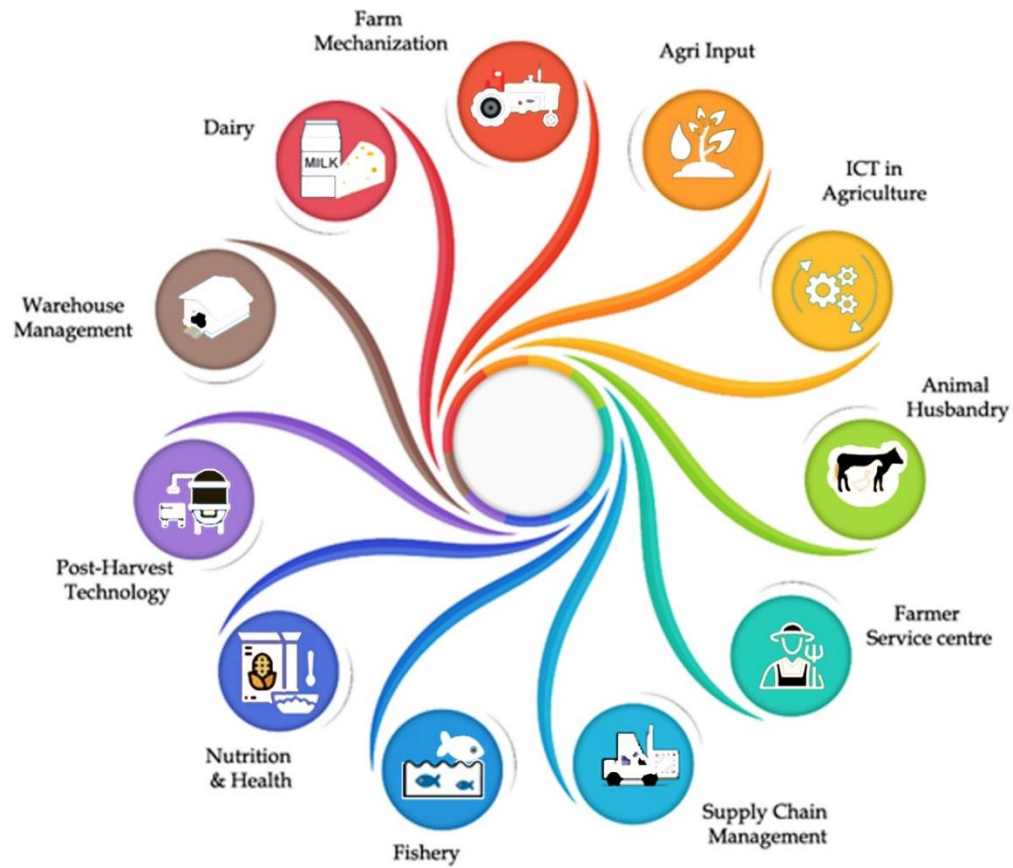 Farm
Mechanization
Agri Input
ICT in
Agriculture
Animal
Husbandry
Farmer
Service centre
Supply Chain
Management
Fishery
Nutrition
& Health
Post-Harvest
Technology
Warehouse
Management
Dairy
MILK